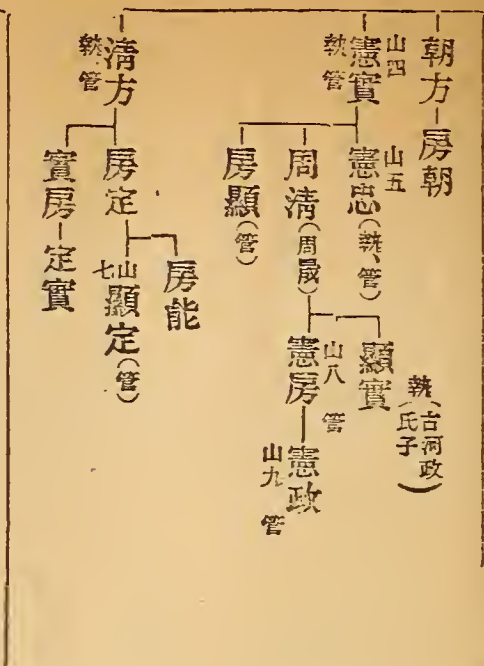 朝方─房朝
山四
憲實
執管
山五
憲忠(執、管)
周清(周晟)
房顯(管)
執(古河政氏子)
顯實
山八
憲房 管
山九
憲政
管
淸方
執、管
房定
房能
山七
顯定(管)
實房─定實